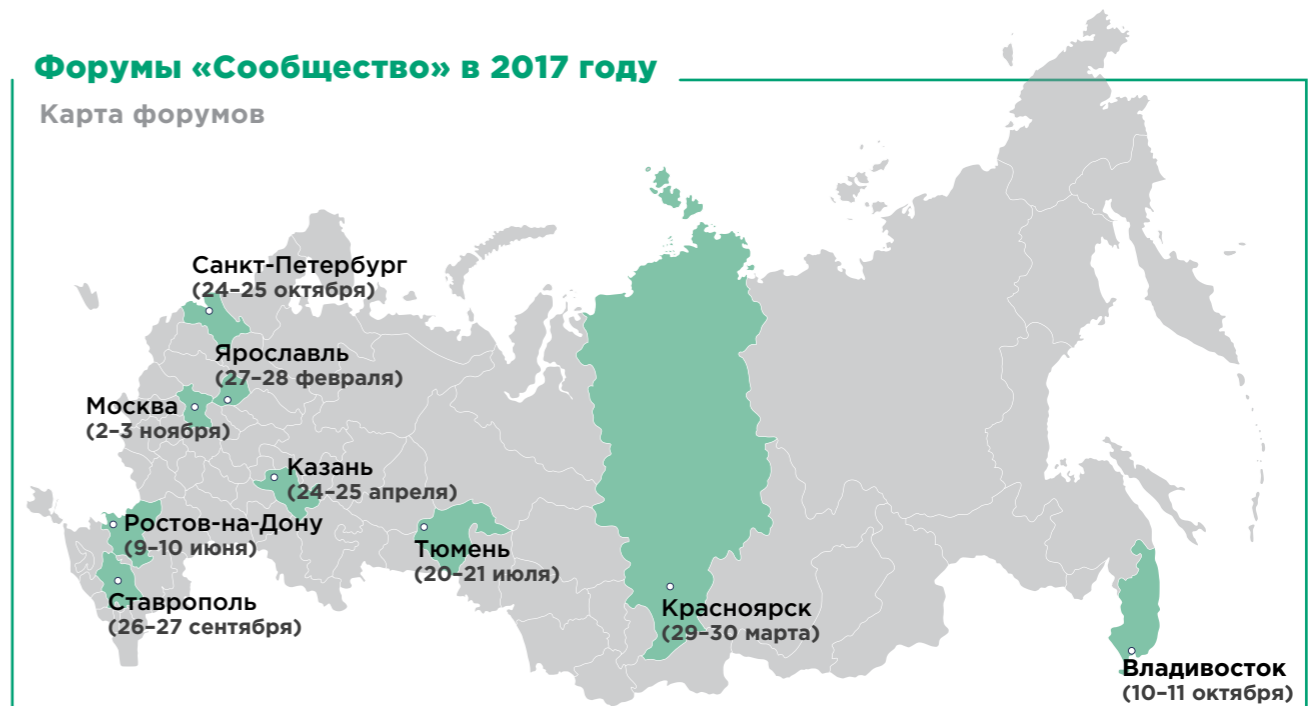 Форумы «Сообщество» в 2017 году
Карта форумов
Санкт-Петербург
(24–25 октября)
Ярославль
(27–28 февраля)
Москва
(2–3 ноября)
Казань
(24–25 апреля)
Ростов-на-Дону
(9–10 июня)
Тюмень
(20–21 июля)
Ставрополь
(26–27 сентября)
Красноярск
(29–30 марта)
Владивосток
(10–11 октября)